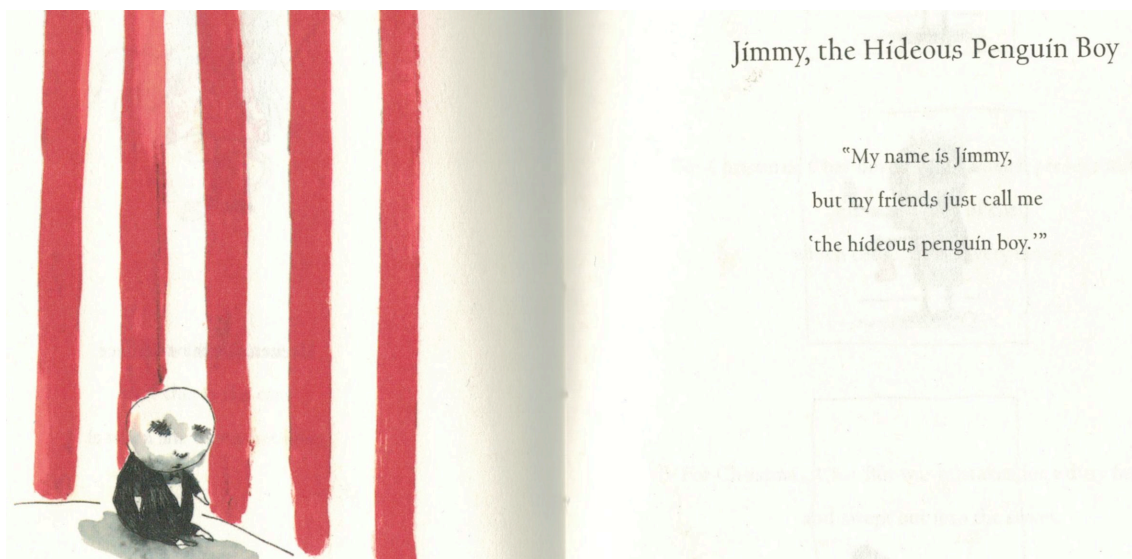 Jimmy, the Hideous Penguin Boy
"My name is Jimmy,
but my friends just call me
'the hideous penguin boy.'"